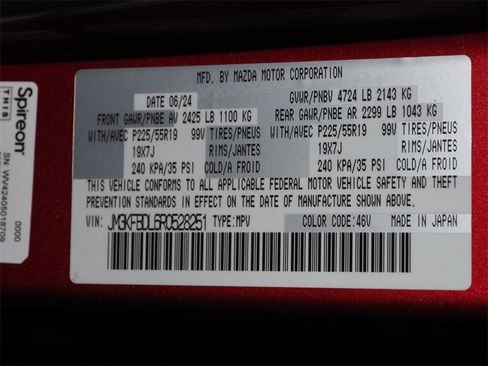 MFD. BY MAZDA MOTOR CORPORATION
DATE 06/24 GVWR/PNBV 4724 LB 2143 KG
FRONT GAWR/PNBE AV 2425 LB 1100 KG REAR GAWR/PNBE AR 2299 LB 1043 KG
WITH/AVEC P225/55R19 99V TIRES/PNEUS WITH/AVEC P225/55R19 99V TIRES/PNEUS
19X7J RIMS/JANTES 19X7J RIMS/JANTES
240 KPA/35 PSI COLD/A FROID 240 KPA/35 PSI COLD/A FROID
THIS VEHICLE CONFORMS TO ALL APPLICABLE FEDERAL MOTOR VEHICLE SAFETY AND THEFT
PREVENTION STANDARDS IN EFFECT ON THE DATE OF MANUFACTURE SHOWN ABOVE.
VIN: JM3KFBDL6R0528251 TYPE: MPV COLOR CODE: 46V MADE IN JAPAN
THIS
Spireon
SN: WV42405018709
0000